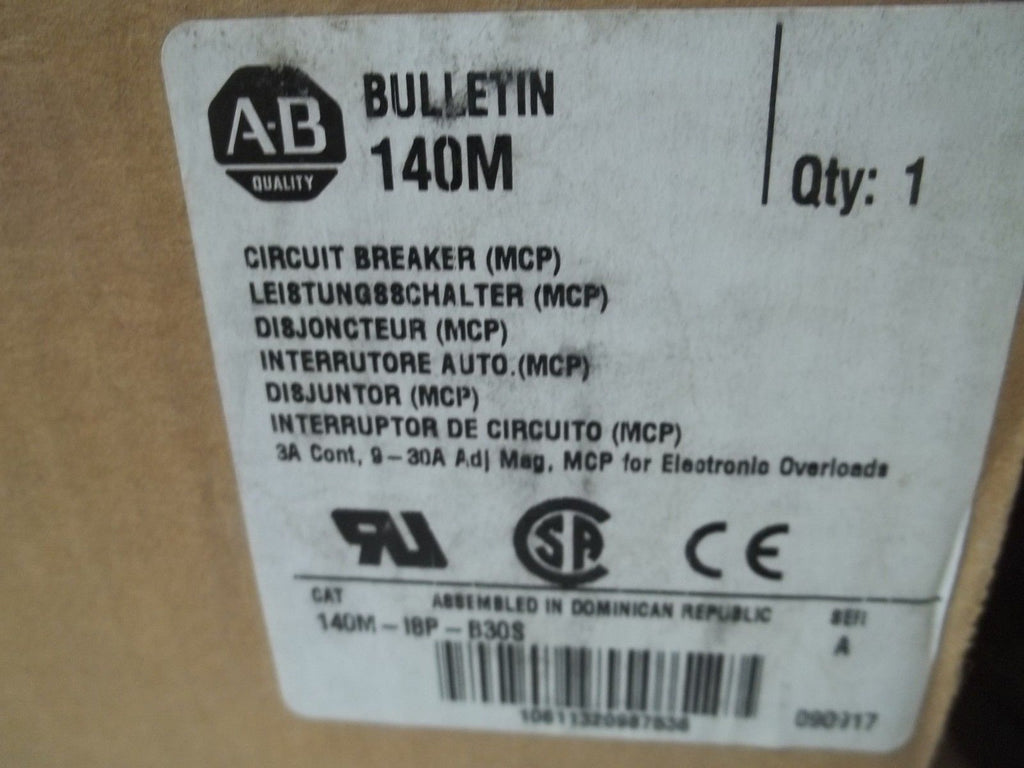 A-B
QUALITY
BULLETIN
140M
Qty: 1
CIRCUIT BREAKER (MCP)
LEISTUNGSSCHALTER (MCP)
DISJONCTEUR (MCP)
INTERRUTORE AUTO.(MCP)
DISJUNTOR (MCP)
INTERRUPTOR DE CIRCUITO (MCP)
3A Cont, 9-30A Adj Mag, MCP for Electronic Overloads
SA
CE
CAT
ASSEMBLED IN DOMINICAN REPUBLIC
SER
140M-I8P-B30S
A